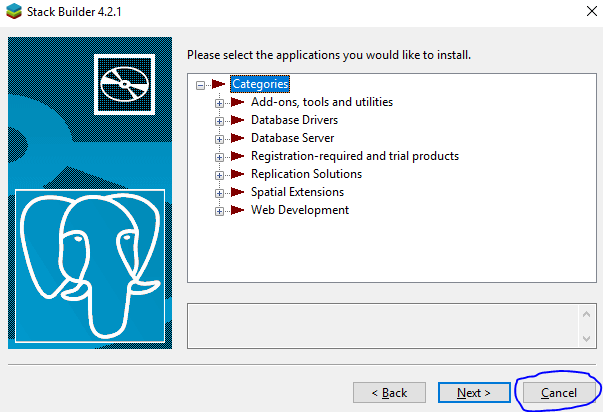 Stack Builder 4.2.1
Please select the applications you would like to install.
Categories
Add-ons, tools and utilities
Database Drivers
Database Server
Registration-required and trial products
Replication Solutions
Spatial Extensions
Web Development
< Back
Next >
Cancel